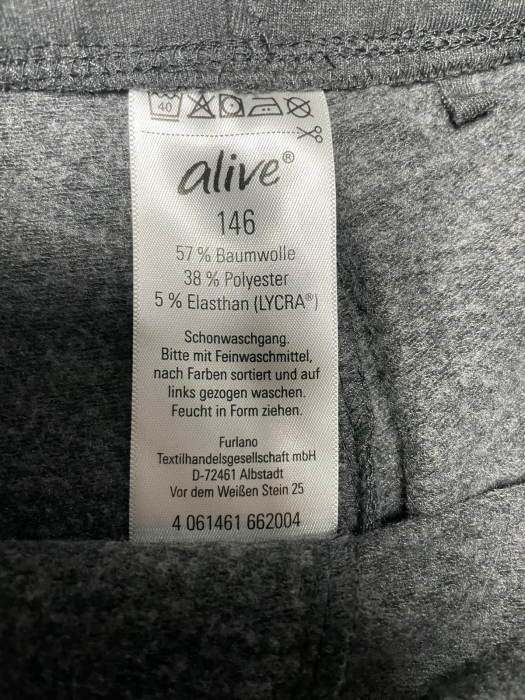 40
alive®
146
57 % Baumwolle
38 % Polyester
5 % Elasthan (LYCRA®)
Schonwaschgang.
Bitte mit Feinwaschmittel,
nach Farben sortiert und auf
links gezogen waschen.
Feucht in Form ziehen.
Furlano
Textilhandelsgesellschaft mbH
D-72461 Albstadt
Vor dem Weißen Stein 25
4 061461 662004